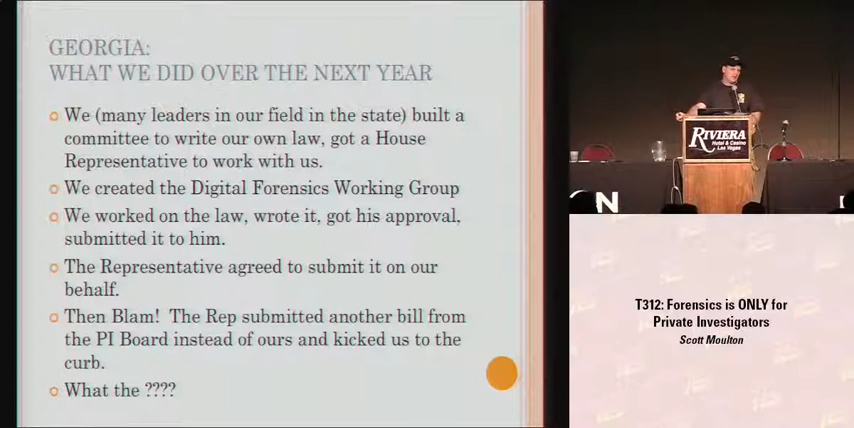 GEORGIA:
WHAT WE DID OVER THE NEXT YEAR
We (many leaders in our field in the state) built a
committee to write our own law, got a House
Representative to work with us.
We created the Digital Forensics Working Group
We worked on the law, wrote it, got his approval,
submitted it to him.
The Representative agreed to submit it on our
behalf.
Then Blam! The Rep submitted another bill from
the PI Board instead of ours and kicked us to the
curb.
What the ????
RIVIERA
Hotel & Casino
Las Vegas
ON
T312: Forensics is ONLY for
Private Investigators
Scott Moulton